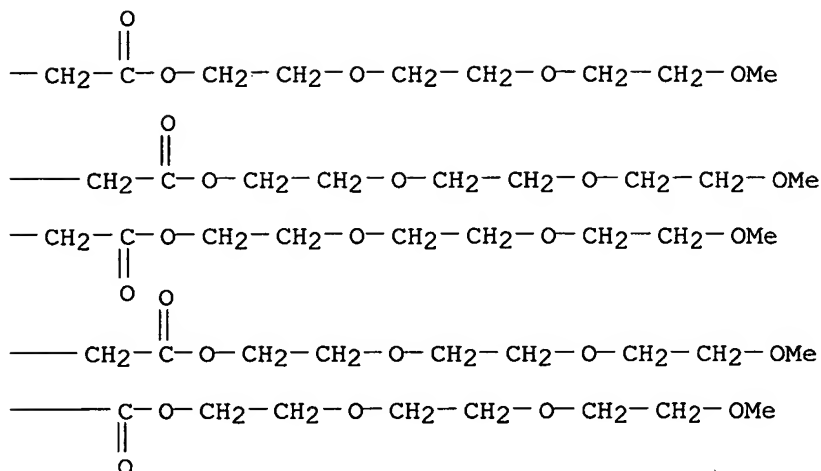 O
||
— CH2— C— O— CH2— CH2— O— CH2— CH2— O— CH2— CH2— OMe
O
||
—— CH2— C— O— CH2— CH2— O— CH2— CH2— O— CH2— CH2— OMe
— CH2— C— O— CH2— CH2— O— CH2— CH2— O— CH2— CH2— OMe
||
O O
||
—— CH2— C— O— CH2— CH2— O— CH2— CH2— O— CH2— CH2— OMe
——— C— O— CH2— CH2— O— CH2— CH2— O— CH2— CH2— OMe
||
O